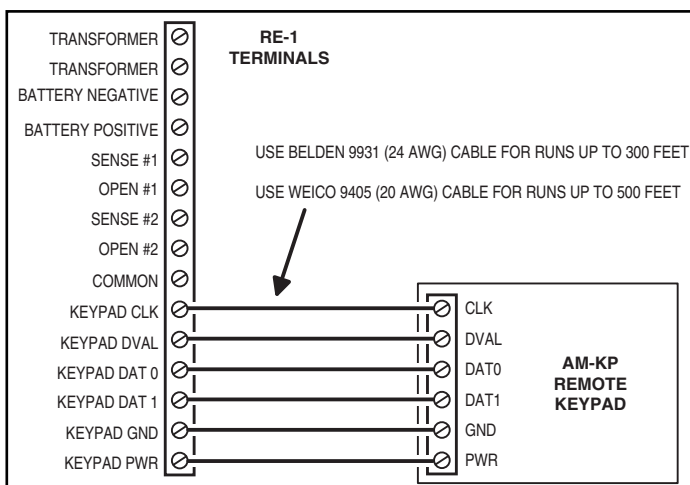 RE-1
TERMINALS
TRANSFORMER
TRANSFORMER
BATTERY NEGATIVE
BATTERY POSITIVE
SENSE #1
OPEN #1
SENSE #2
OPEN #2
COMMON
KEYPAD CLK
KEYPAD DVAL
KEYPAD DAT 0
KEYPAD DAT 1
KEYPAD GND
KEYPAD PWR
USE BELDEN 9931 (24 AWG) CABLE FOR RUNS UP TO 300 FEET
USE WEICO 9405 (20 AWG) CABLE FOR RUNS UP TO 500 FEET
CLK
DVAL
DAT0
DAT1
GND
PWR
AM-KP
REMOTE
KEYPAD